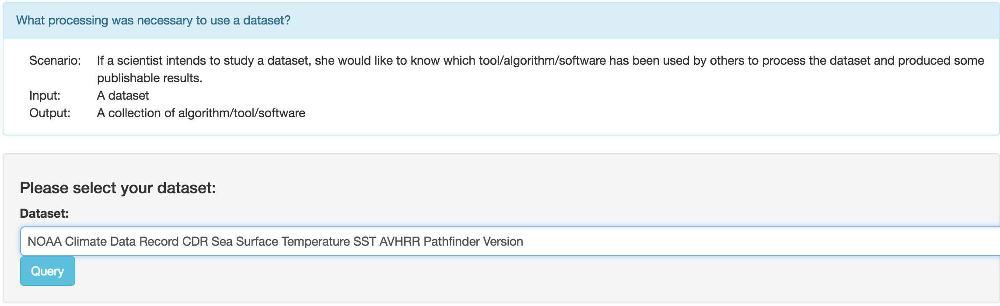 What processing was necessary to use a dataset?
Scenario: If a scientist intends to study a dataset, she would like to know which tool/algorithm/software has been used by others to process the dataset and produced some
publishable results.
Input: A dataset
Output: A collection of algorithm/tool/software
Please select your dataset:
Dataset:
NOAA Climate Data Record CDR Sea Surface Temperature SST AVHRR Pathfinder Version
Query